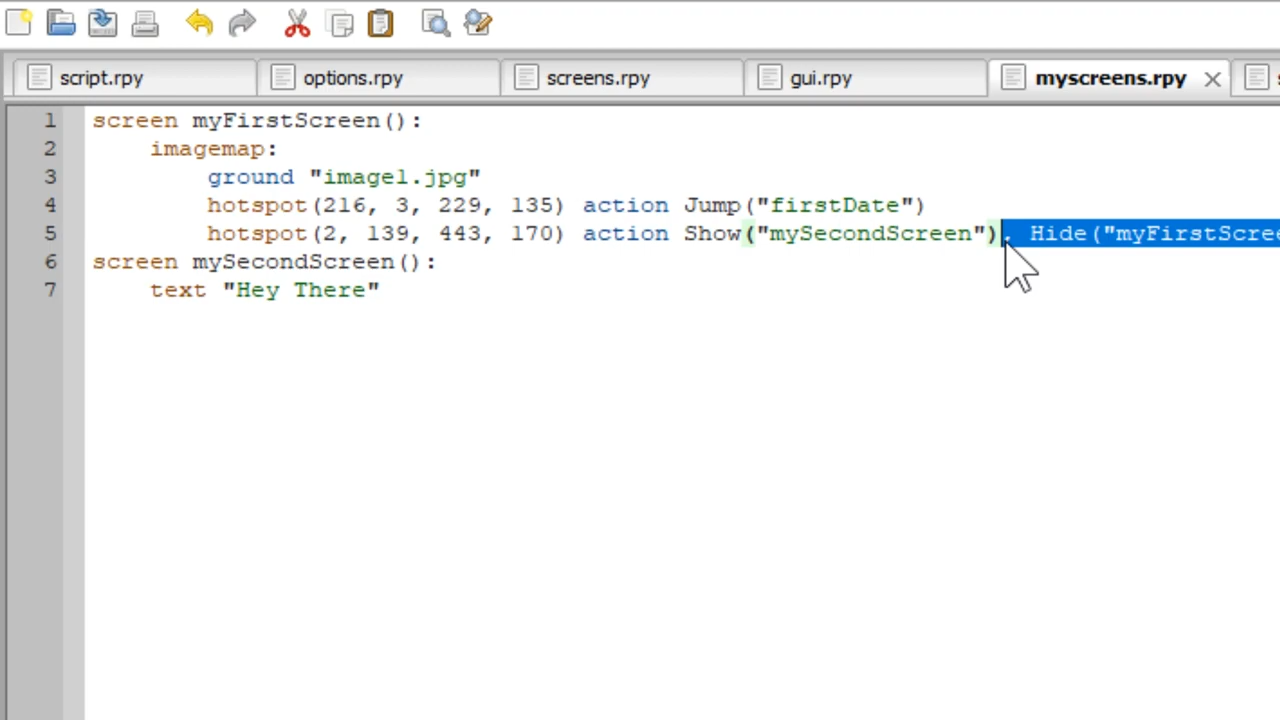 script.rpy options.rpy screens.rpy gui.rpy myscreens.rpy
1 screen myFirstScreen():
2 imagemap:
3 ground "image1.jpg"
4 hotspot(216, 3, 229, 135) action Jump("firstDate")
5 hotspot(2, 139, 443, 170) action Show("mySecondScreen"), Hide("myFirstScree
6 screen mySecondScreen():
7 text "Hey There"